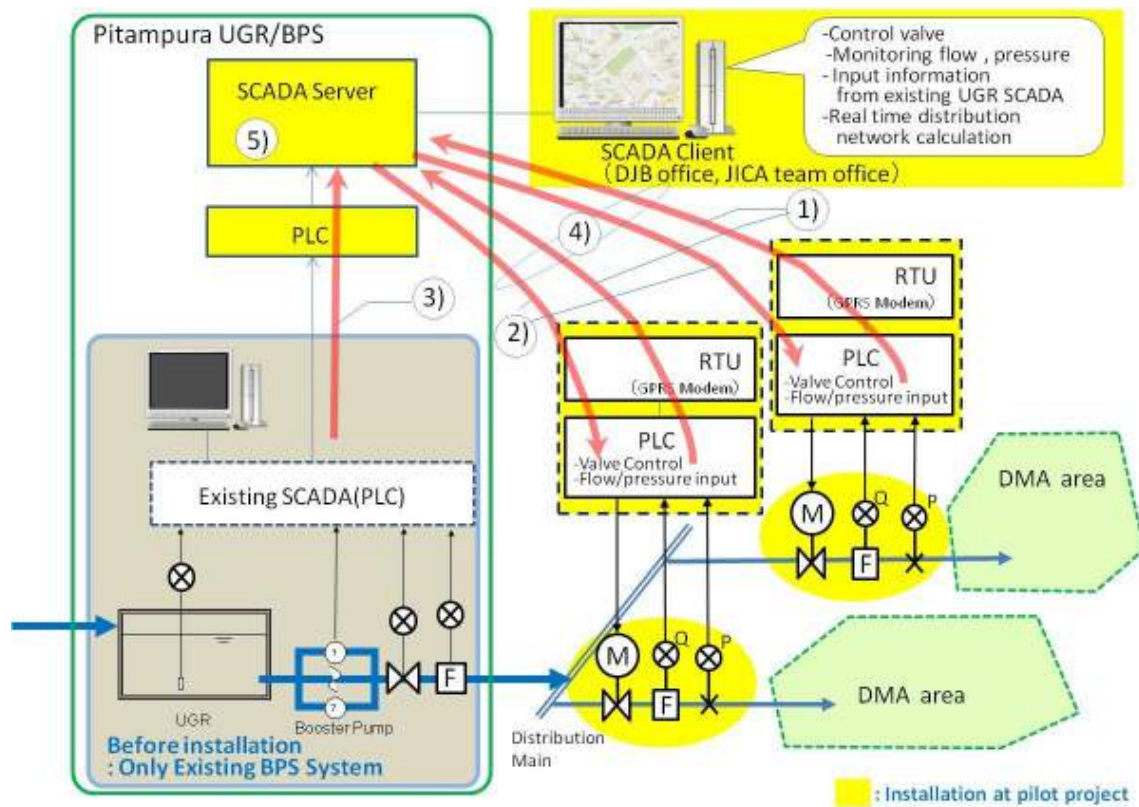 Pitampura UGR/BPS
SCADA Server
5)
PLC
-Control valve
-Monitoring flow , pressure
- Input information
from existing UGR SCADA
-Real time distribution
network calculation
SCADA Client
(DJB office, JICA team office)
1)
4)
3)
2)
RTU
(GPRS Modem)
PLC
-Valve Control
-Flow/pressure input
RTU
(GPRS Modem)
PLC
-Valve Control
-Flow/pressure input
Existing SCADA(PLC)
DMA area
M
Q
P
F
M
Q
P
F
DMA area
?
?
F
UGR
Booster Pump
Distribution
Main
Before installation
: Only Existing BPS System
: Installation at pilot project